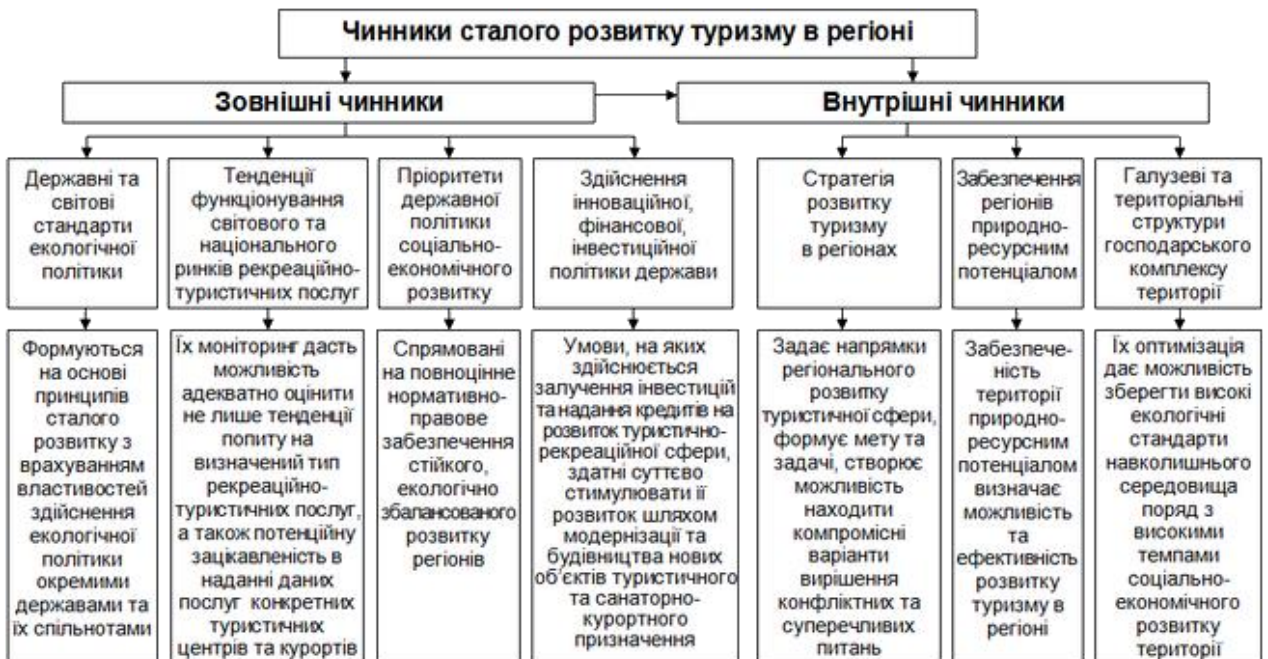 Чинники сталого розвитку туризму в регіоні
Зовнішні чинники
Внутрішні чинники
Державні та
світові
стандарти
екологічної
політики
Тенденції
функціонування
світового та
національного
ринків рекреаційно-
туристичних послуг
Пріоритети
державної
політики
соціально-
економічного
розвитку
Здійснення
інноваційної,
фінансової,
інвестиційної
політики держави
Стратегія
розвитку
туризму
в регіонах
Забезпечення
регіонів
природно-
ресурсним
потенціалом
Галузеві та
територіальні
структури
господарського
комплексу
території
Формуються
на основі
принципів
сталого
розвитку з
врахуванням
властивостей
здійснення
екологічної
політики
окремими
державами та
їх спільнотами
Їх моніторинг дасть
можливість
адекватно оцінити
не лише тенденції
попиту на
визначений тип
рекреаційно-
туристичних послуг,
а також потенційну
зацікавленість в
наданні даних
послуг конкретних
туристичних
центрів та курортів
Спрямовані
на повноцінне
нормативно-
правове
забезпечення
стійкого,
екологічно
збалансованого
розвитку
регіонів
Умови, на яких
здійснюється
залучення інвестицій
та надання кредитів на
розвиток туристично-
рекреаційної сфери,
здатні суттєво
стимулювати її
розвиток шляхом
модернізації та
будівництва нових
об’єктів туристичного
та санаторно-
курортного
призначення
Задає напрямки
регіонального
розвитку
туристичної сфери,
формує мету та
задачі, створює
можливість
находити
компромісні
варіанти
вирішення
конфліктних та
суперечливих
питань
Забезпече-
ність
території
природно-
ресурсним
потенціалом
визначає
можливість
та
ефективність
розвитку
туризму в
регіоні
Їх оптимізація
дає можливість
зберегти високі
екологічні
стандарти
навколишнього
середовища
поряд з
високими
темпами
соціально-
економічного
розвитку
території